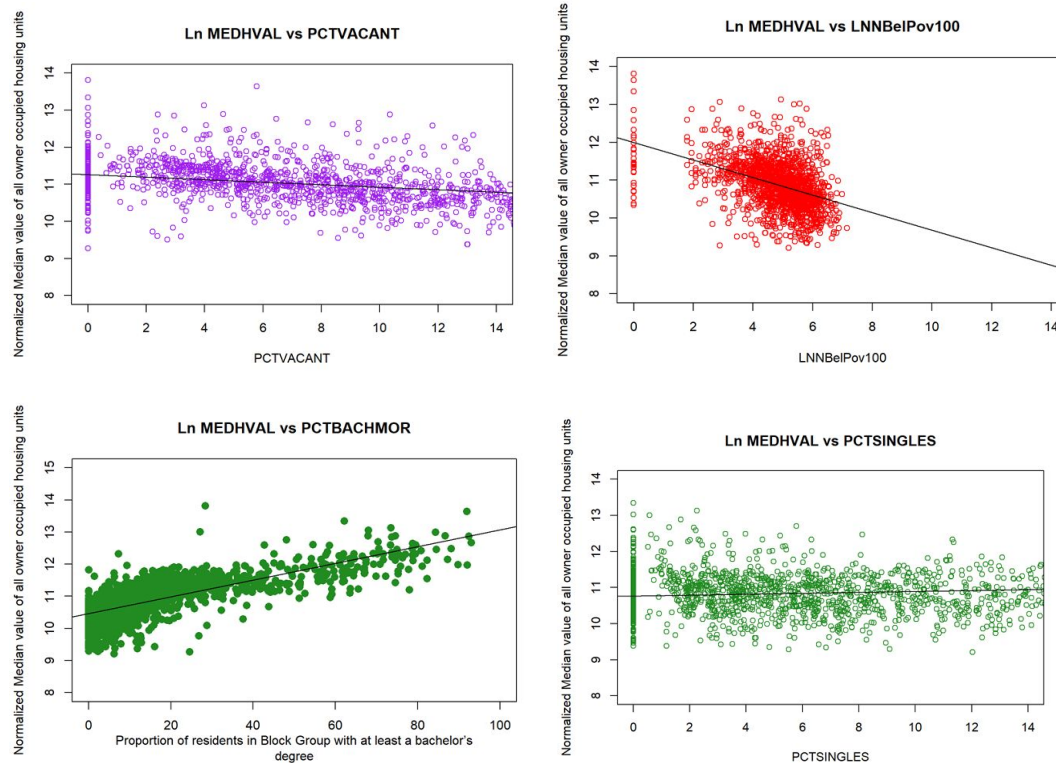 Ln MEDHVAL vs PCTVACANT
Normalized Median value of all owner occupied housing units
14
13
12
11
10
9
8
0 2 4 6 8 10 12 14
PCTVACANT
Ln MEDHVAL vs LNNBelPov100
Normalized Median value of all owner occupied housing units
14
13
12
11
10
9
8
0 2 4 6 8 10 12 14
LNNBelPov100
Ln MEDHVAL vs PCTBACHMOR
Normalized Median value of all owner occupied housing units
15
14
13
12
11
10
9
8
0 20 40 60 80 100
Proportion of residents in Block Group with at least a bachelor's
degree
Ln MEDHVAL vs PCTSINGLES
Normalized Median value of all owner occupied housing units
14
13
12
11
10
9
8
0 2 4 6 8 10 12 14
PCTSINGLES